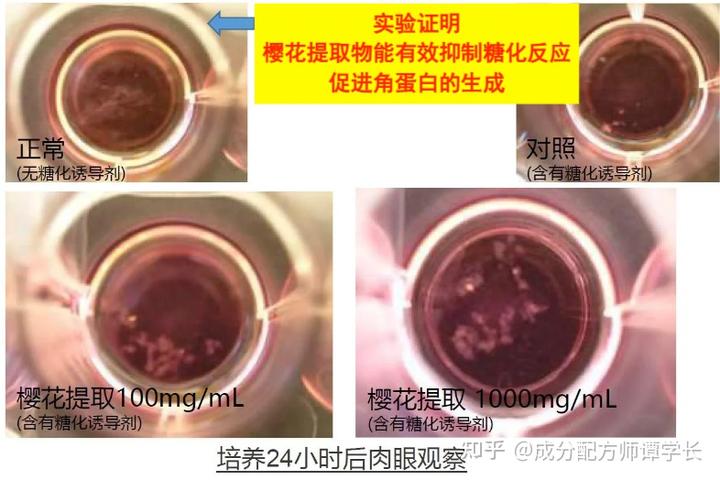 实验证明
樱花提取物能有效抑制糖化反应
促进角蛋白的生成
正常
(无糖化诱导剂)
对照
(含有糖化诱导剂)
樱花提取100mg/mL
(含有糖化诱导剂)
樱花提取 1000mg/mL
(含有糖化诱导剂)
培养24小时后肉眼观察
知乎 @成分配方师谭学长